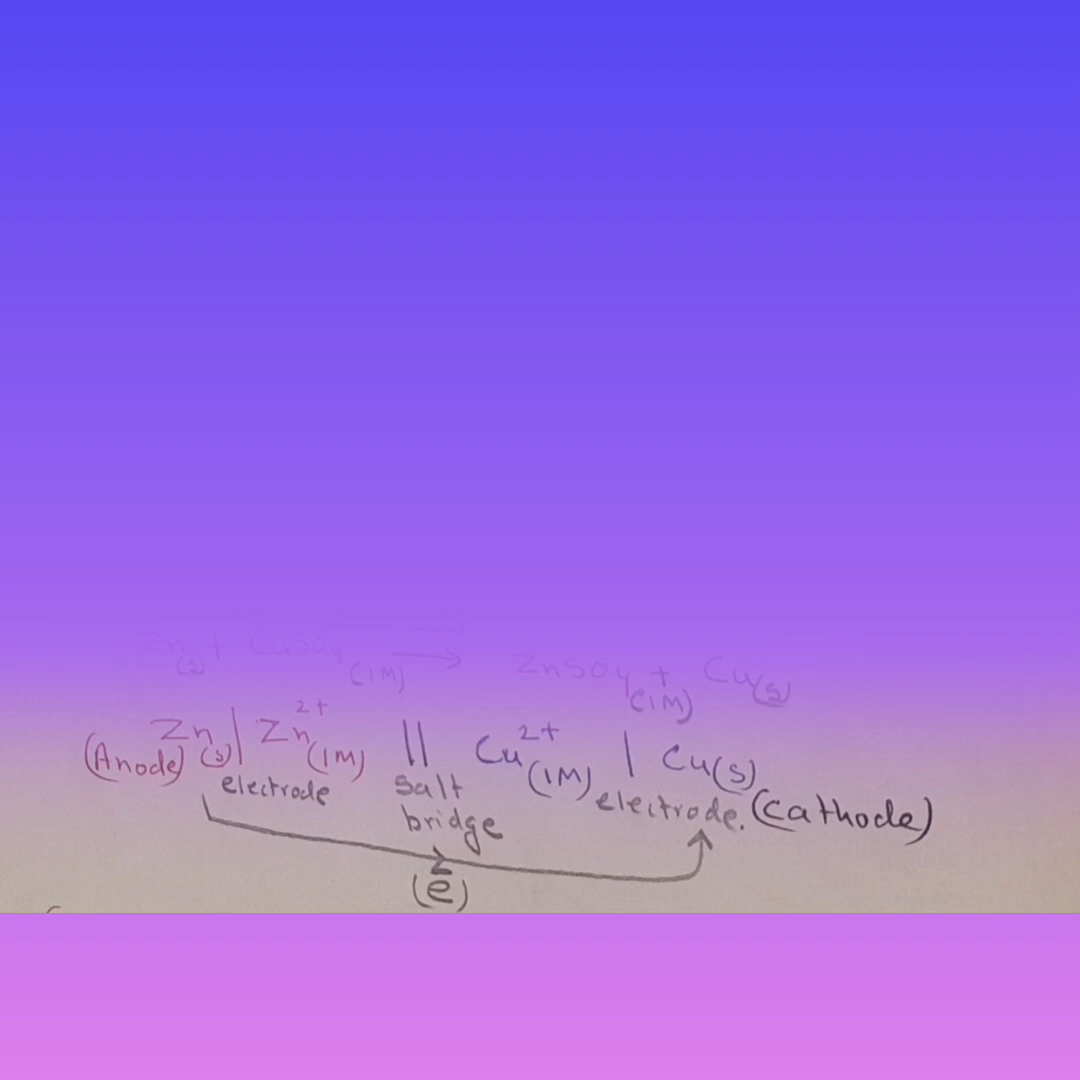 Zn(s) + CuSO₄(1M) → ZnSO₄(1M) + Cu(s)
(Anode) Zn(s) | Zn²⁺(1M) || Cu²⁺(1M) | Cu(s)
electrode salt bridge electrode. (Cathode)
(e)